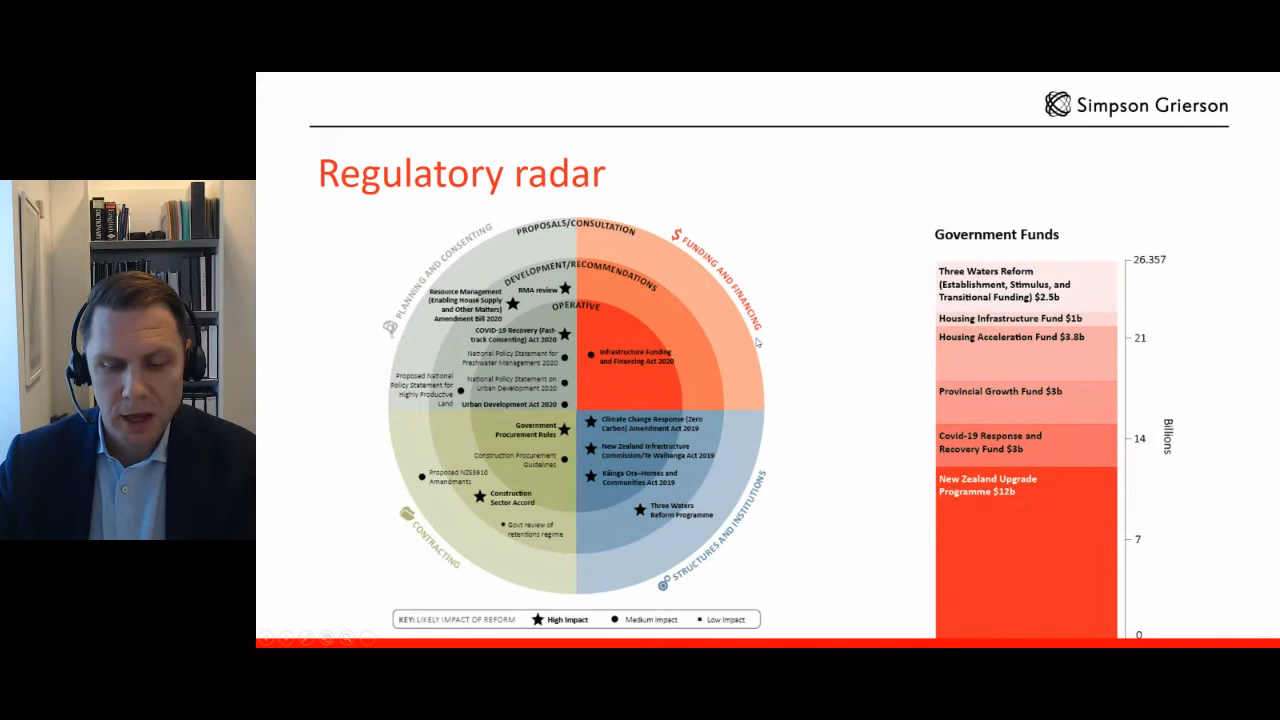 Simpson Grierson
Regulatory radar
PLANNING AND CONSENTING
PROPOSALS/CONSULTATION
$ FUNDING AND FINANCING
DEVELOPMENT/RECOMMENDATIONS
OPERATIVE
RMA review
Resource Management
(Enabling House Supply
and Other Matters)
Amendment Bill 2020
COVID-19 Recovery (Fast-
track Consenting) Act 2020
National Policy Statement for
Freshwater Management 2020
Proposed National
Policy Statement for
Highly Productive
Land
National Policy Statement on
Urban Development 2020
Urban Development Act 2020
Infrastructure Funding
and Financing Act 2020
Government
Procurement Rules
Construction Procurement
Guidelines
Proposed NZS3910
Amendments
Construction
Sector Accord
Govt review of
retentions regime
Climate Change Response (Zero
Carbon) Amendment Act 2019
New Zealand Infrastructure
Commission/Te Waihanga Act 2019
Kāinga Ora–Homes and
Communities Act 2019
Three Waters
Reform Programme
CONTRACTING
STRUCTURES AND INSTITUTIONS
KEY: LIKELY IMPACT OF REFORM High Impact Medium Impact Low Impact
Government Funds
Three Waters Reform
(Establishment, Stimulus, and
Transitional Funding) $2.5b
Housing Infrastructure Fund $1b
Housing Acceleration Fund $3.8b
Provincial Growth Fund $3b
Covid-19 Response and
Recovery Fund $3b
New Zealand Upgrade
Programme $12b
26.357
21
14
7
0
Billions
DICTIONARY
English